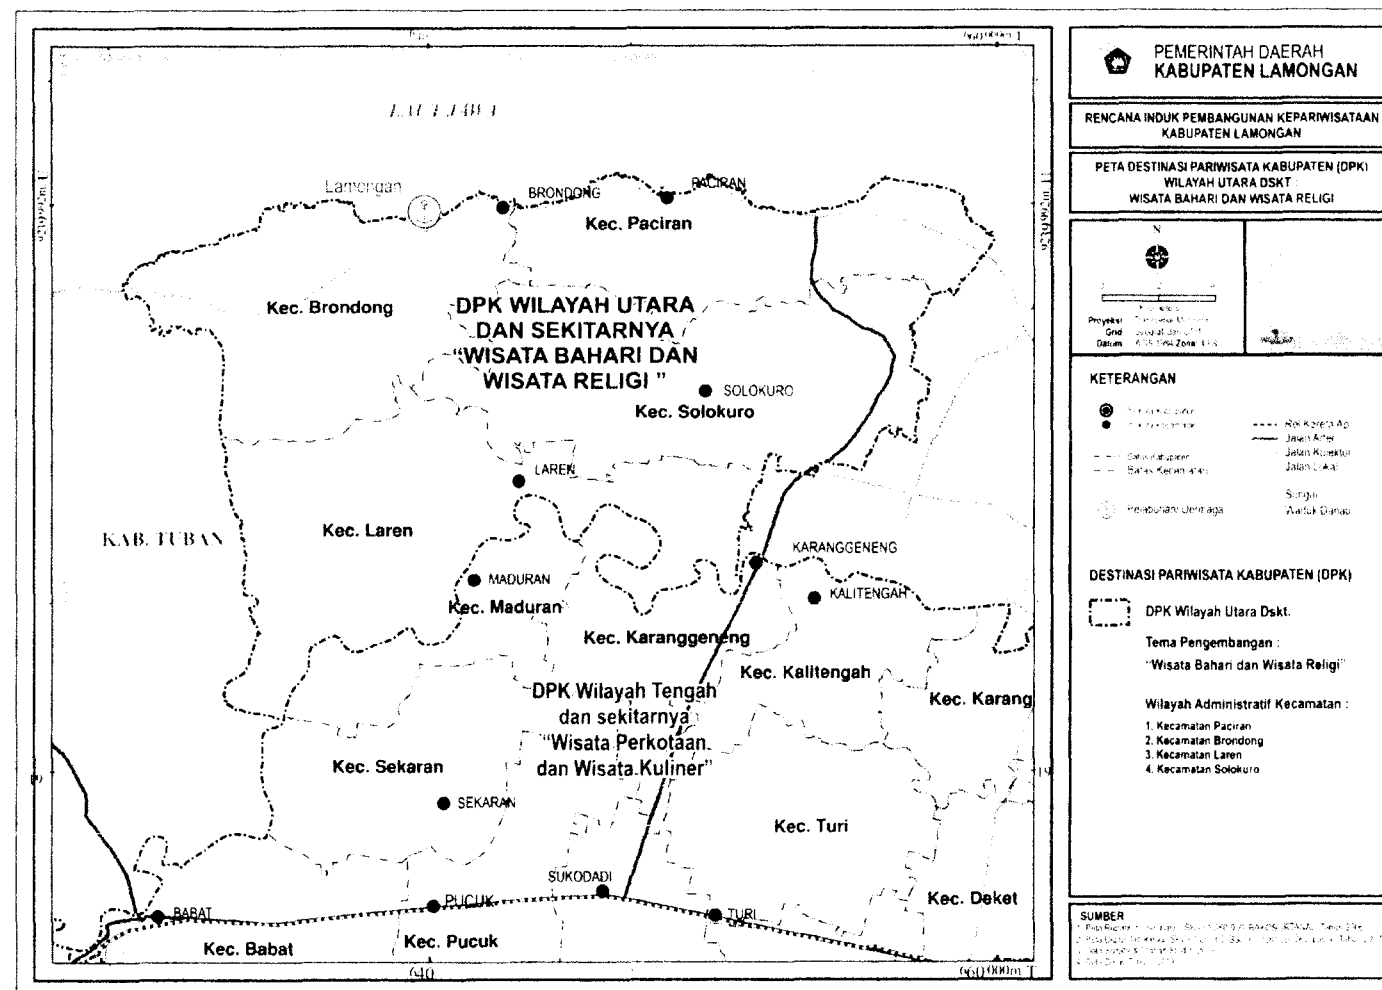 LAUT JAWA
Lamongan
BRONDONG
PACIRAN
Kec. Paciran
Kec. Brondong
DPK WILAYAH UTARA
DAN SEKITARNYA
"WISATA BAHARI DAN
WISATA RELIGI "
SOLOKURO
Kec. Solokuro
LAREN
Kec. Laren
KAB. TUBAN
KARANGGENENG
MADURAN
Kec. Maduran
KALITENGAH
Kec. Karanggeneng
Kec. Kalitengah
DPK Wilayah Tengah
dan sekitarnya
"Wisata Perkotaan
dan Wisata Kuliner"
Kec. Karang
Kec. Sekaran
SEKARAN
Kec. Turi
SUKODADI
BABAT
PUCUK
TURI
Kec. Deket
Kec. Babat
Kec. Pucuk
640
PEMERINTAH DAERAH
KABUPATEN LAMONGAN
RENCANA INDUK PEMBANGUNAN KEPARIWISATAAN
KABUPATEN LAMONGAN
PETA DESTINASI PARIWISATA KABUPATEN (DPK)
WILAYAH UTARA DSKT :
WISATA BAHARI DAN WISATA RELIGI
N
Proyeksi
Grid
Datum Zona
KETERANGAN
Batas Kecamatan
Pelabuhan/ Dermaga
Rel Kereta Api
Jalan Arteri
Jalan Kolektor
Jalan Lokal
Sungai
Waduk Danau
DESTINASI PARIWISATA KABUPATEN (DPK)
DPK Wilayah Utara Dskt.
Tema Pengembangan :
"Wisata Bahari dan Wisata Religi"
Wilayah Administratif Kecamatan :
1. Kecamatan Paciran
2. Kecamatan Brondong
3. Kecamatan Laren
4. Kecamatan Solokuro
SUMBER